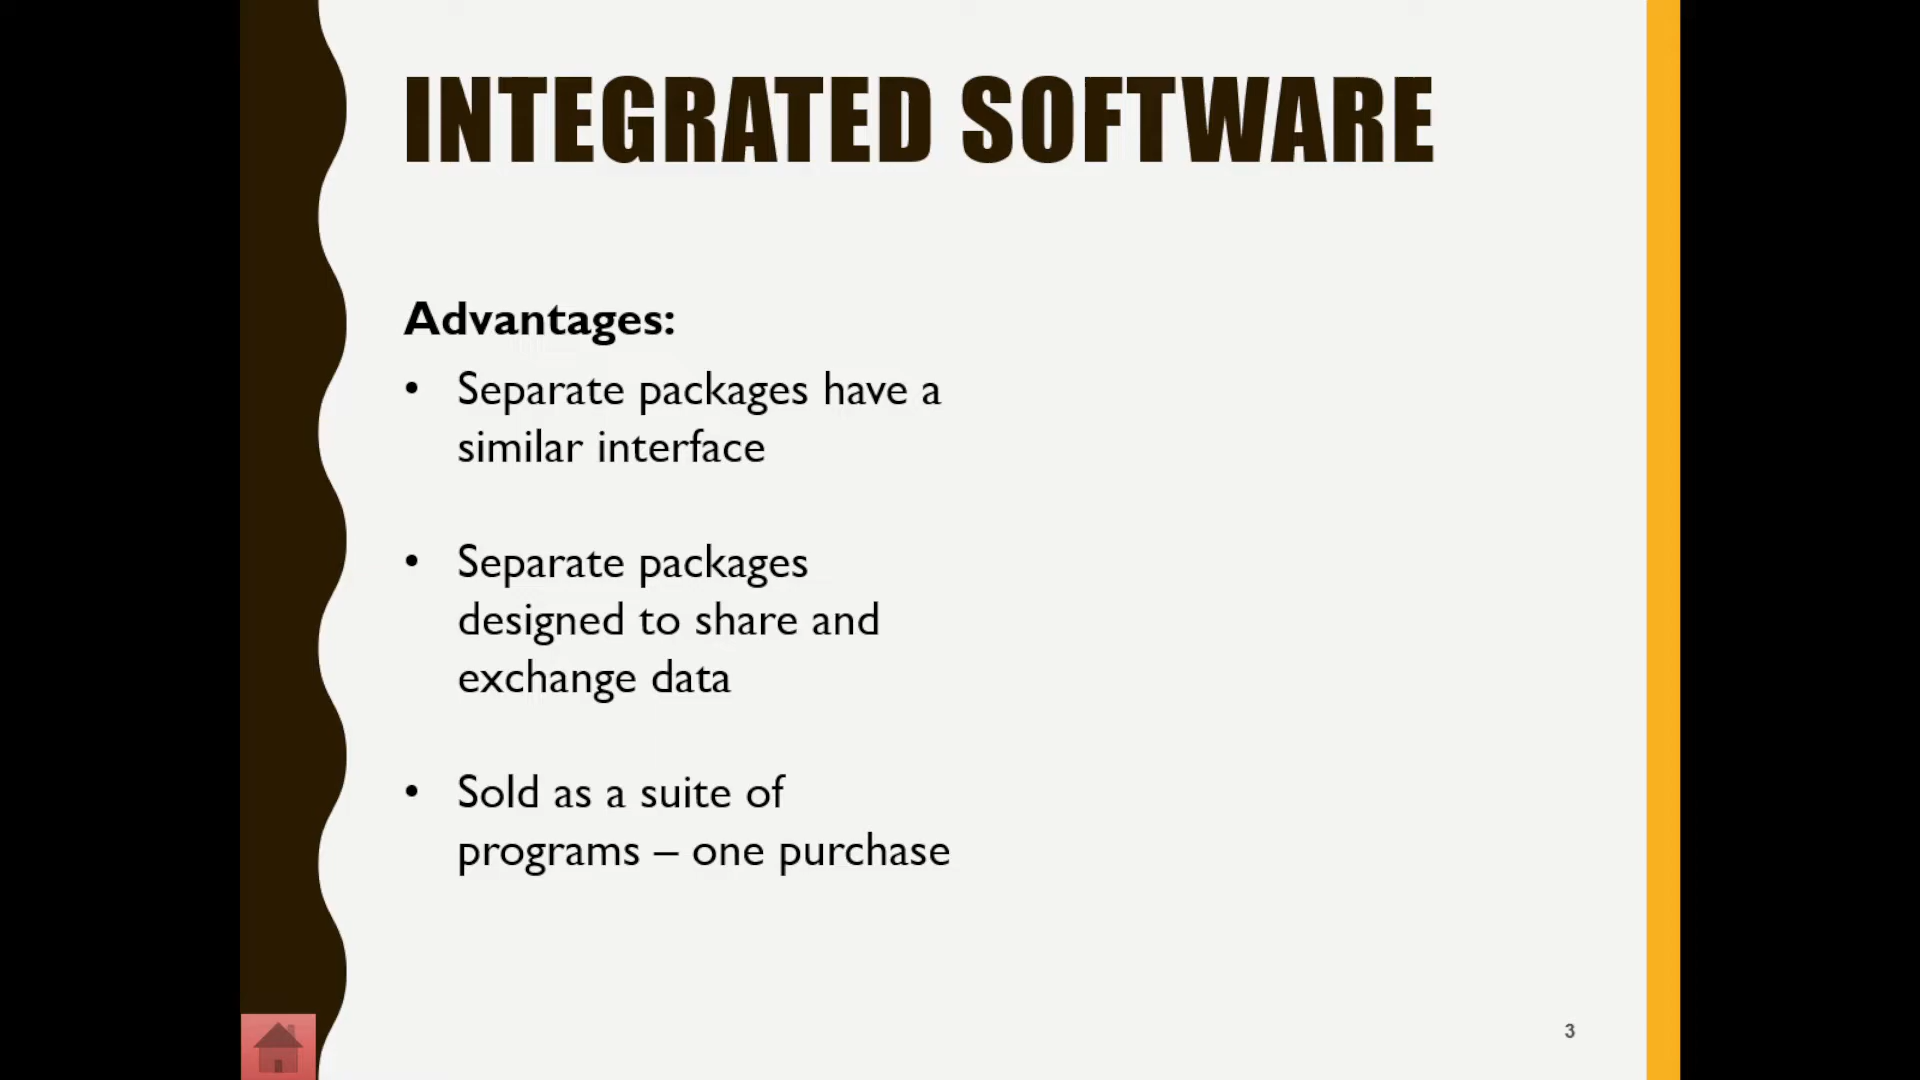 INTEGRATED SOFTWARE
Advantages:
• Separate packages have a
similar interface
• Separate packages
designed to share and
exchange data
• Sold as a suite of
programs – one purchase
3